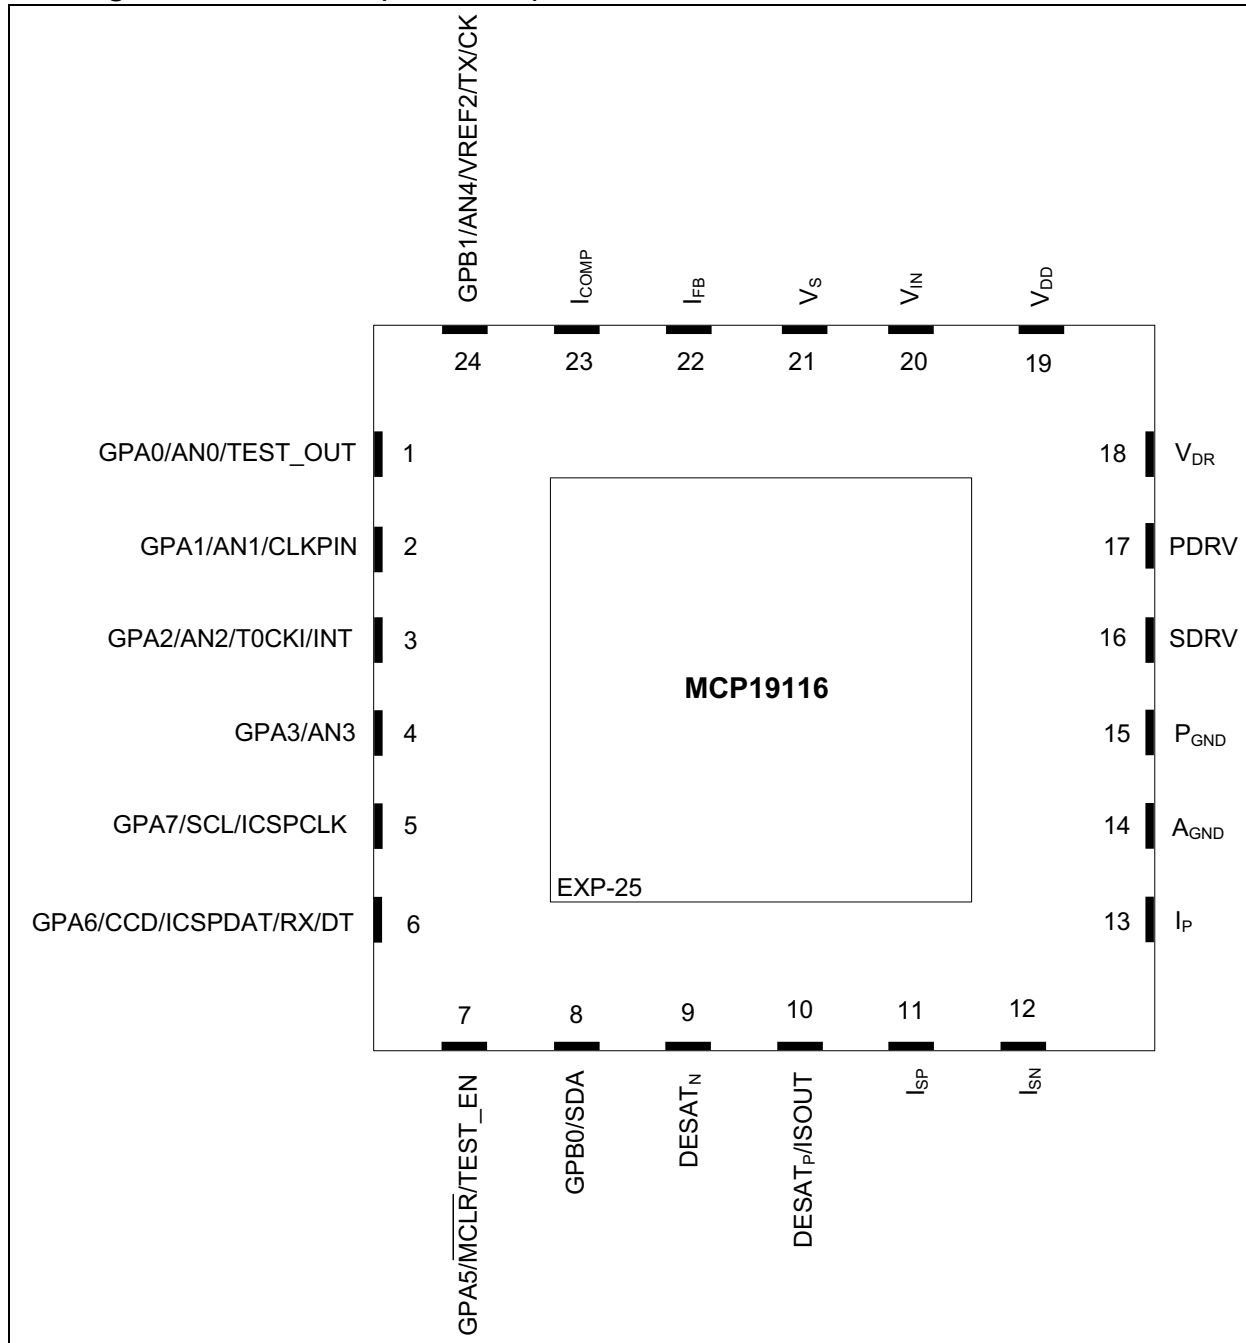 GPB1/AN4/VREF2/TX/CK
ICOMP
IFB
VS
VIN
VDD
24
23
22
21
20
19
GPA0/AN0/TEST_OUT
1
18
VDR
GPA1/AN1/CLKPIN
2
17
PDRV
GPA2/AN2/T0CKI/INT
3
16
SDRV
MCP19116
GPA3/AN3
4
15
PGND
GPA7/SCL/ICSPCLK
5
14
AGND
EXP-25
GPA6/CCD/ICSPDAT/RX/DT
6
13
IP
7
8
9
10
11
12
GPA5/MCLR/TEST_EN
GPB0/SDA
DESATN
DESATP/ISOUT
ISP
ISN